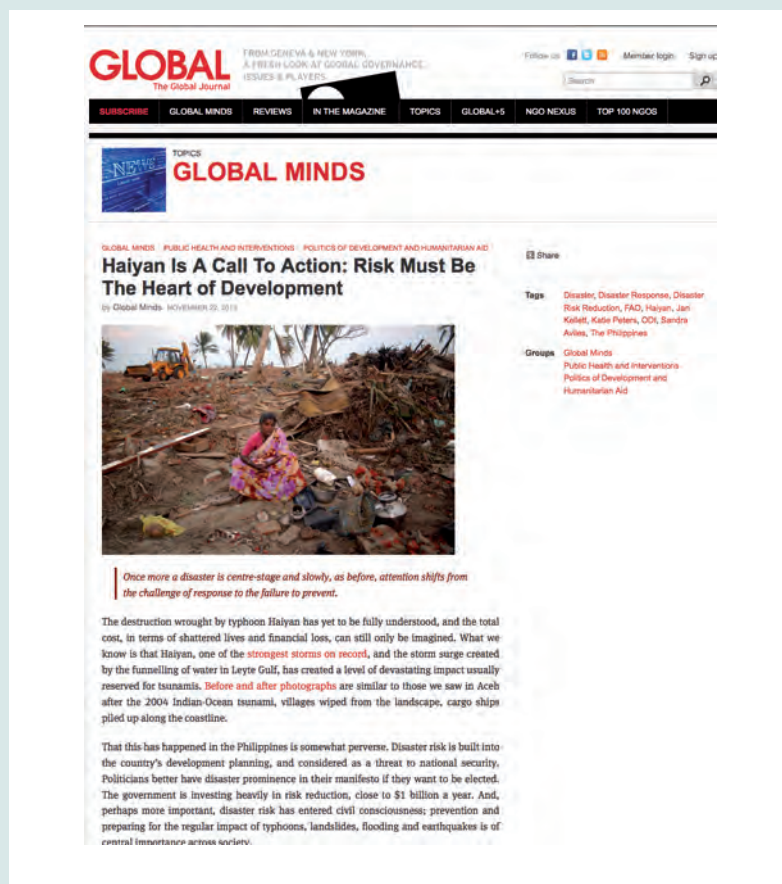 GLOBAL
The Global Journal
FROM GENEVA & NEW YORK,
A FRESH LOOK AT GLOBAL GOVERNANCE,
ISSUES & PLAYERS.
Follow us Member login Sign up
Search
SUBSCRIBE GLOBAL MINDS REVIEWS IN THE MAGAZINE TOPICS GLOBAL+5 NGO NEXUS TOP 100 NGOS
NEWS
TOPICS
GLOBAL MINDS
GLOBAL MINDS PUBLIC HEALTH AND INTERVENTIONS POLITICS OF DEVELOPMENT AND HUMANITARIAN AID
Haiyan Is A Call To Action: Risk Must Be
The Heart of Development
by Global Minds NOVEMBER 22, 2013
Once more a disaster is centre-stage and slowly, as before, attention shifts from
the challenge of response to the failure to prevent.
The destruction wrought by typhoon Haiyan has yet to be fully understood, and the total
cost, in terms of shattered lives and financial loss, can still only be imagined. What we
know is that Haiyan, one of the strongest storms on record, and the storm surge created
by the funnelling of water in Leyte Gulf, has created a level of devastating impact usually
reserved for tsunamis. Before and after photographs are similar to those we saw in Aceh
after the 2004 Indian-Ocean tsunami, villages wiped from the landscape, cargo ships
piled up along the coastline.
That this has happened in the Philippines is somewhat perverse. Disaster risk is built into
the country's development planning, and considered as a threat to national security.
Politicians better have disaster prominence in their manifesto if they want to be elected.
The government is investing heavily in risk reduction, close to $1 billion a year. And,
perhaps more important, disaster risk has entered civil consciousness; prevention and
preparing for the regular impact of typhoons, landslides, flooding and earthquakes is of
central importance across society.
Share
Tags Disaster, Disaster Response, Disaster
Risk Reduction, FAO, Haiyan, Jan
Kellett, Katie Peters, ODI, Sandra
Aviles, The Philippines
Groups Global Minds
Public Health and Interventions
Politics of Development and
Humanitarian Aid